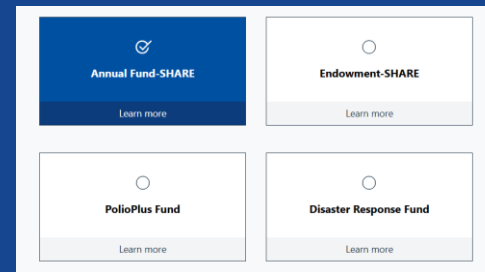 Annual Fund-SHARE
Endowment-SHARE
Learn more
Learn more
PolioPlus Fund
Disaster Response Fund
Learn more
Learn more